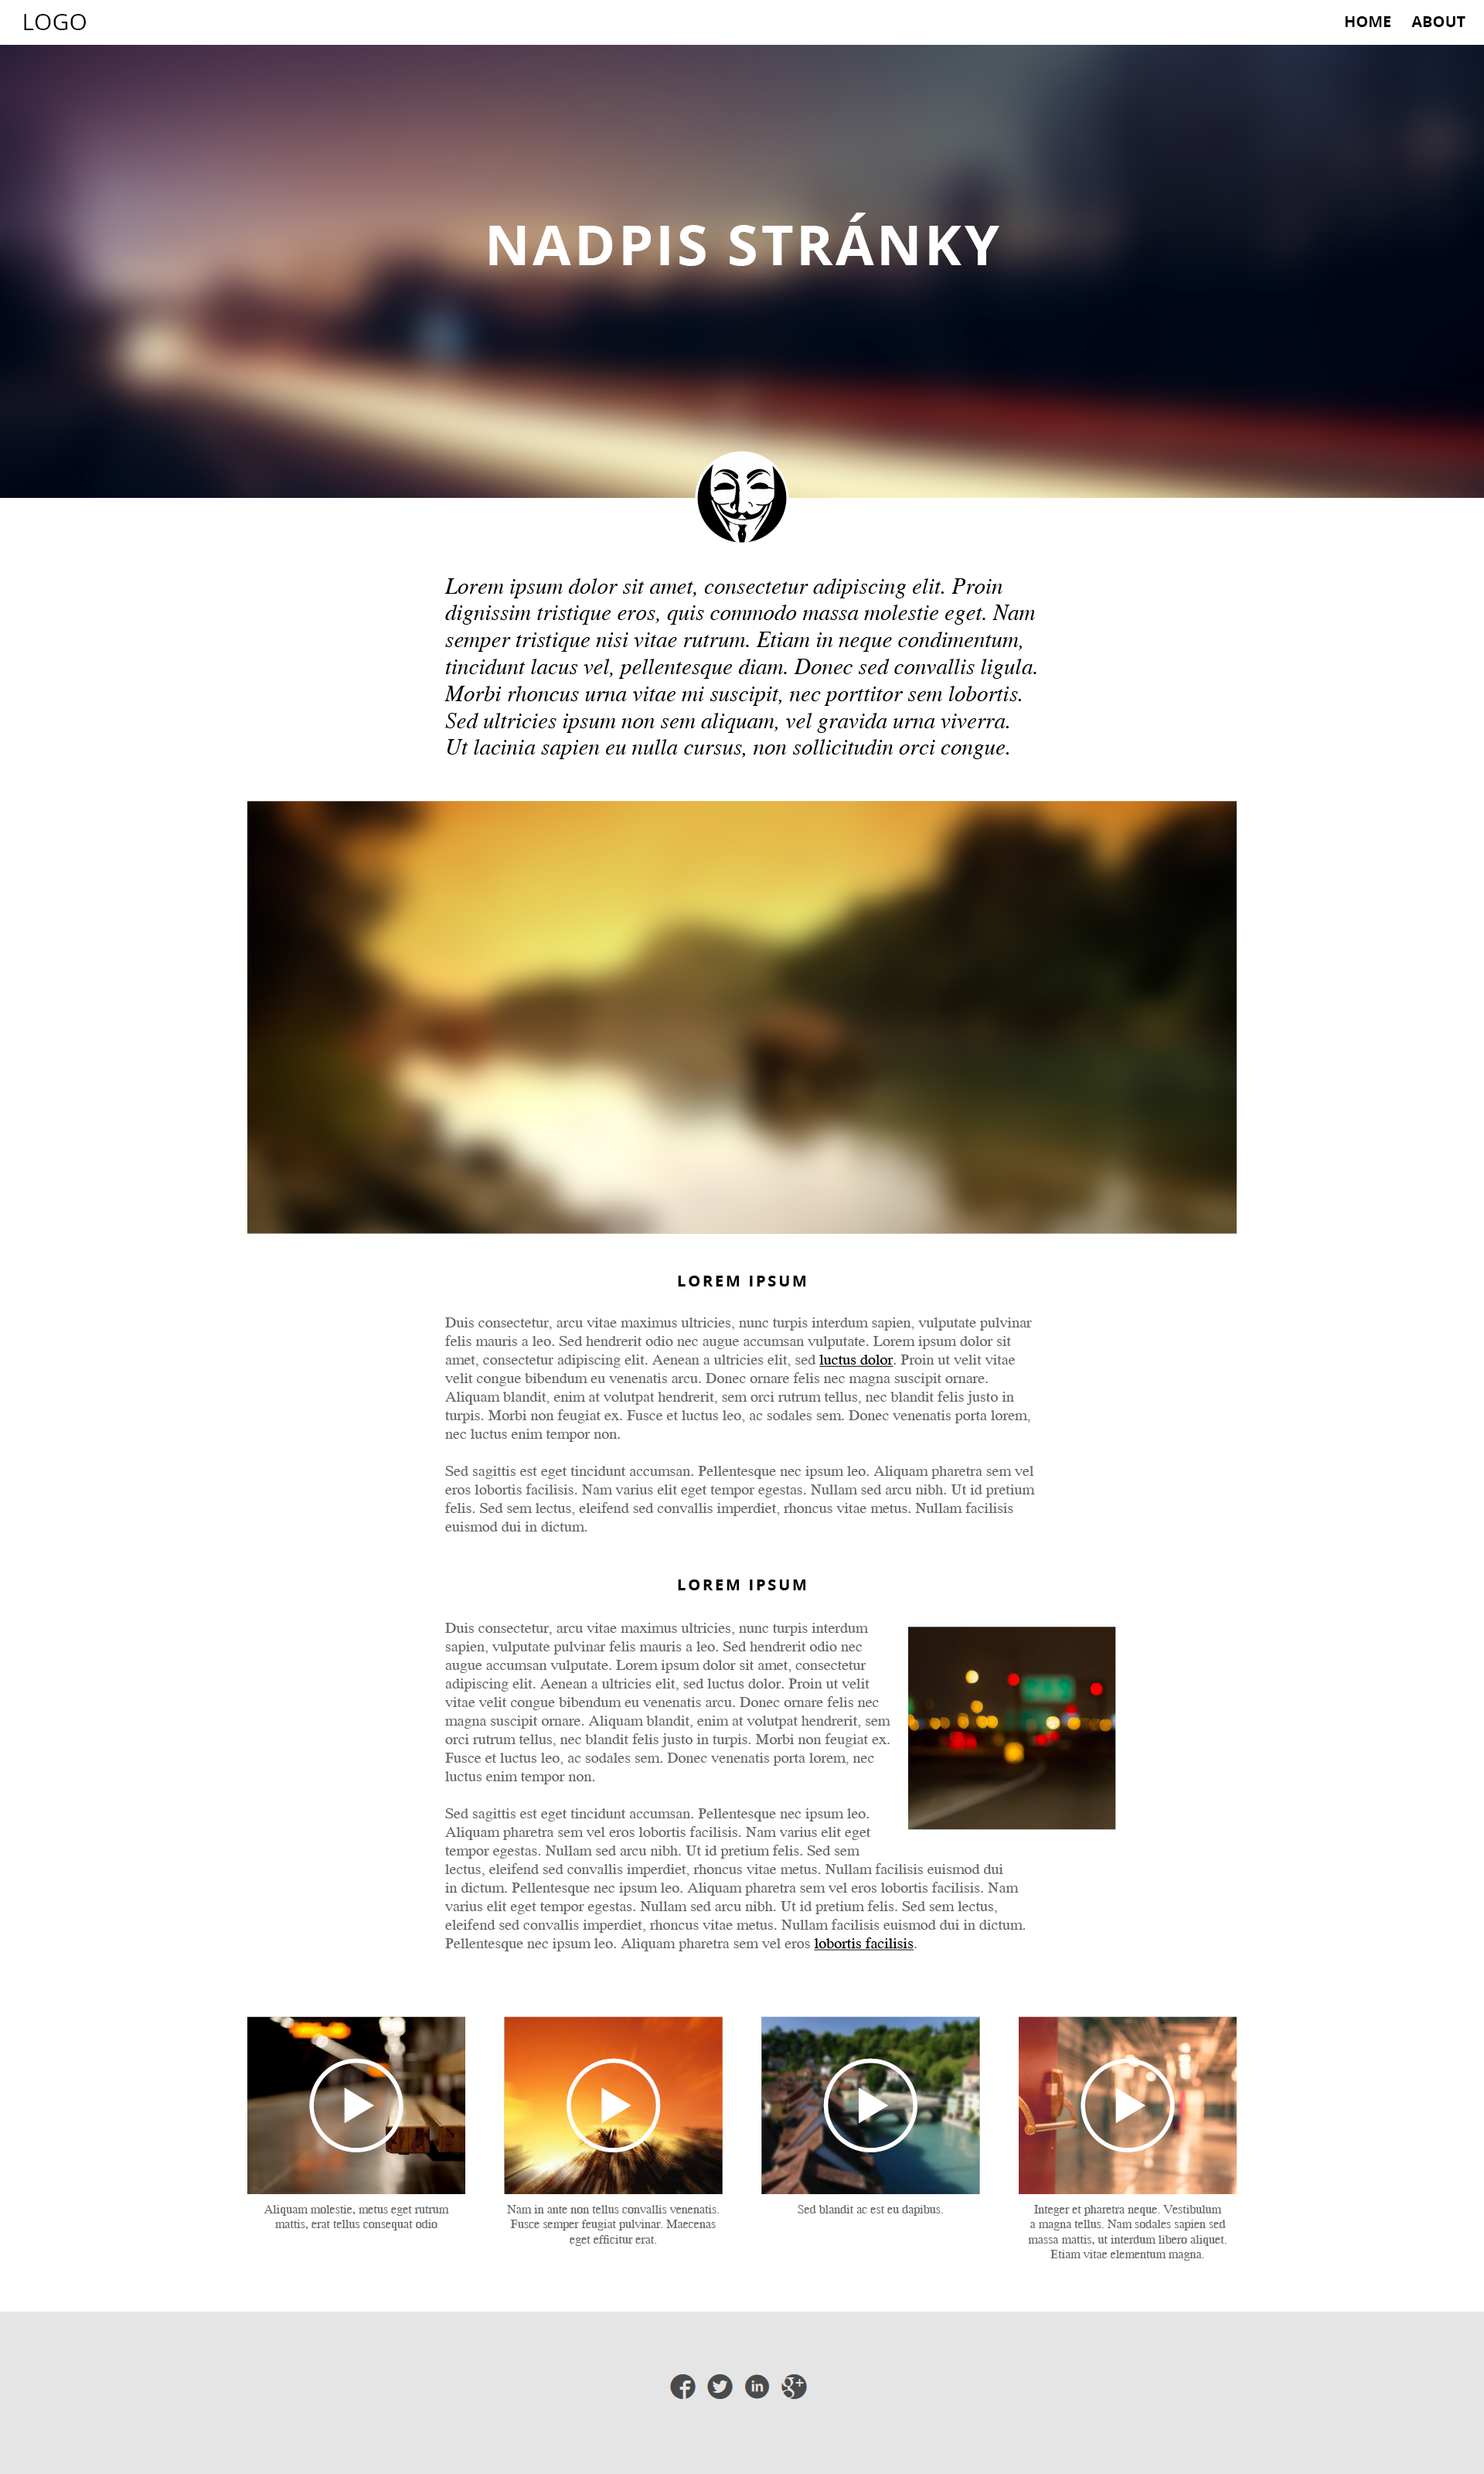 LOGO
HOME ABOUT
NADPIS STRÁNKY
Lorem ipsum dolor sit amet, consectetur adipiscing elit. Proin
dignissim tristique eros, quis commodo massa molestie eget. Nam
semper tristique nisi vitae rutrum. Etiam in neque condimentum,
tincidunt lacus vel, pellentesque diam. Donec sed convallis ligula.
Morbi rhoncus urna vitae mi suscipit, nec porttitor sem lobortis.
Sed ultricies ipsum non sem aliquam, vel gravida urna viverra.
Ut lacinia sapien eu nulla cursus, non sollicitudin orci congue.
LOREM IPSUM
Duis consectetur, arcu vitae maximus ultricies, nunc turpis interdum sapien, vulputate pulvinar
felis mauris a leo. Sed hendrerit odio nec augue accumsan vulputate. Lorem ipsum dolor sit
amet, consectetur adipiscing elit. Aenean a ultricies elit, sed luctus dolor. Proin ut velit vitae
velit congue bibendum eu venenatis arcu. Donec ornare felis nec magna suscipit ornare.
Aliquam blandit, enim at volutpat hendrerit, sem orci rutrum tellus, nec blandit felis justo in
turpis. Morbi non feugiat ex. Fusce et luctus leo, ac sodales sem. Donec venenatis porta lorem,
nec luctus enim tempor non.
Sed sagittis est eget tincidunt accumsan. Pellentesque nec ipsum leo. Aliquam pharetra sem vel
eros lobortis facilisis. Nam varius elit eget tempor egestas. Nullam sed arcu nibh. Ut id pretium
felis. Sed sem lectus, eleifend sed convallis imperdiet, rhoncus vitae metus. Nullam facilisis
euismod dui in dictum.
LOREM IPSUM
Duis consectetur, arcu vitae maximus ultricies, nunc turpis interdum
sapien, vulputate pulvinar felis mauris a leo. Sed hendrerit odio nec
augue accumsan vulputate. Lorem ipsum dolor sit amet, consectetur
adipiscing elit. Aenean a ultricies elit, sed luctus dolor. Proin ut velit
vitae velit congue bibendum eu venenatis arcu. Donec ornare felis nec
magna suscipit ornare. Aliquam blandit, enim at volutpat hendrerit, sem
orci rutrum tellus, nec blandit felis justo in turpis. Morbi non feugiat ex.
Fusce et luctus leo, ac sodales sem. Donec venenatis porta lorem, nec
luctus enim tempor non.
Sed sagittis est eget tincidunt accumsan. Pellentesque nec ipsum leo.
Aliquam pharetra sem vel eros lobortis facilisis. Nam varius elit eget
tempor egestas. Nullam sed arcu nibh. Ut id pretium felis. Sed sem
lectus, eleifend sed convallis imperdiet, rhoncus vitae metus. Nullam facilisis euismod dui
in dictum. Pellentesque nec ipsum leo. Aliquam pharetra sem vel eros lobortis facilisis. Nam
varius elit eget tempor egestas. Nullam sed arcu nibh. Ut id pretium felis. Sed sem lectus,
eleifend sed convallis imperdiet, rhoncus vitae metus. Nullam facilisis euismod dui in dictum.
Pellentesque nec ipsum leo. Aliquam pharetra sem vel eros lobortis facilisis.
Aliquam molestie, metus eget rutrum
mattis, erat tellus consequat odio
Nam in ante non tellus convallis venenatis.
Fusce semper feugiat pulvinar. Maecenas
eget efficitur erat.
Sed blandit ac est eu dapibus.
Integer et pharetra neque. Vestibulum
a magna tellus. Nam sodales sapien sed
massa mattis, ut interdum libero aliquet.
Etiam vitae elementum magna.